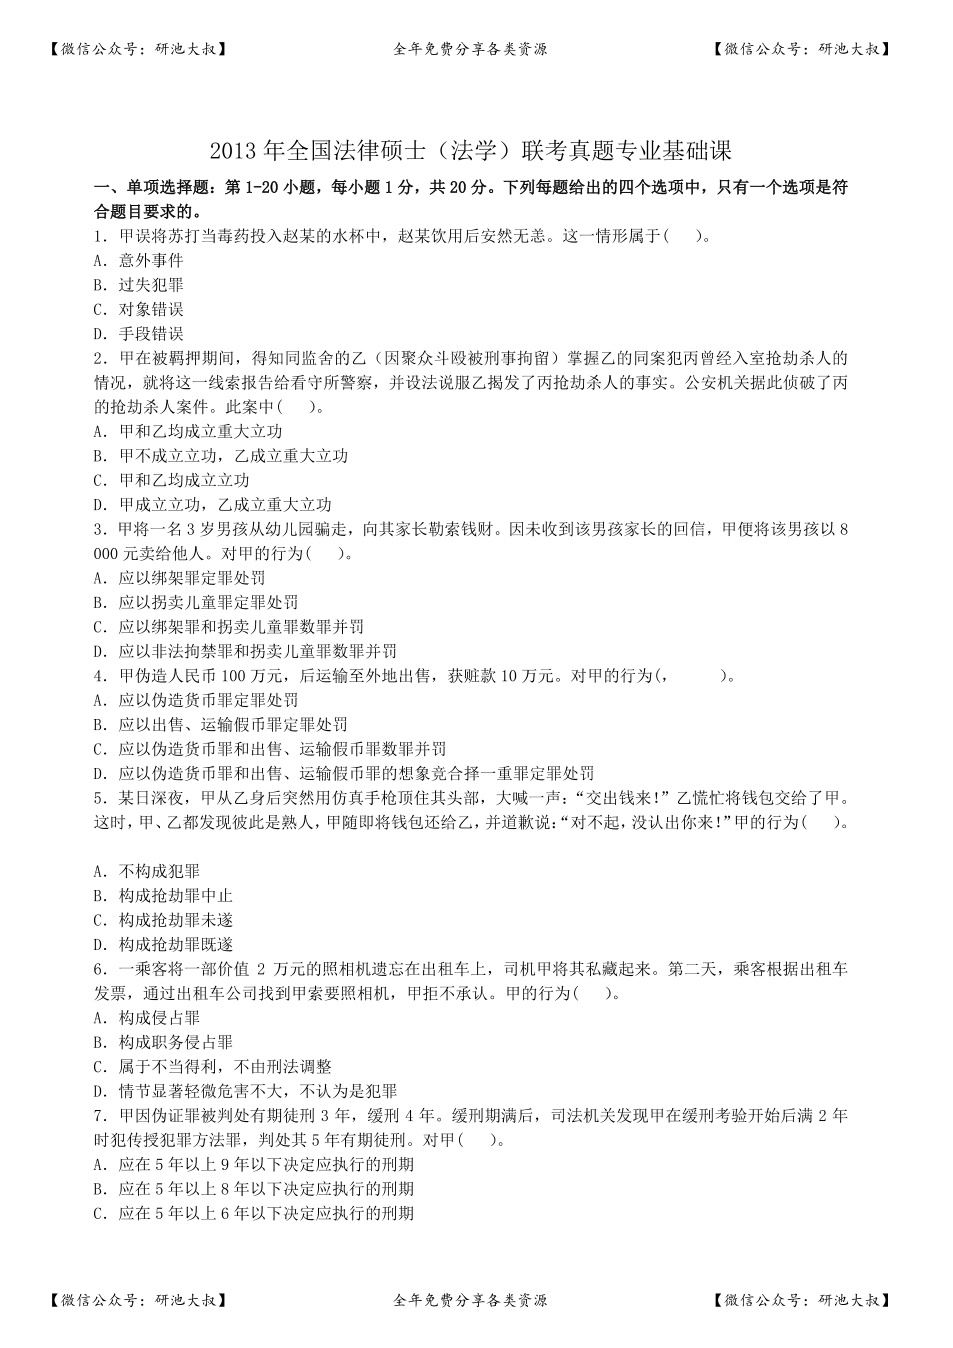 【微信公众号：研池大叔】 全年免费分享各类资源 【微信公众号：研池大叔】
2013 年全国法律硕士（法学）联考真题专业基础课
一、单项选择题：第 1-20 小题，每小题 1 分，共 20 分。下列每题给出的四个选项中，只有一个选项是符
合题目要求的。
1．甲误将苏打当毒药投入赵某的水杯中，赵某饮用后安然无恙。这一情形属于(   )。
A．意外事件
B．过失犯罪
C．对象错误
D．手段错误
2．甲在被羁押期间，得知同监舍的乙（因聚众斗殴被刑事拘留）掌握乙的同案犯丙曾经入室抢劫杀人的
情况，就将这一线索报告给看守所警察，并设法说服乙揭发了丙抢劫杀人的事实。公安机关据此侦破了丙
的抢劫杀人案件。此案中(   )。
A．甲和乙均成立重大立功
B．甲不成立立功，乙成立重大立功
C．甲和乙均成立立功
D．甲成立立功，乙成立重大立功
3．甲将一名 3 岁男孩从幼儿园骗走，向其家长勒索钱财。因未收到该男孩家长的回信，甲便将该男孩以 8
000 元卖给他人。对甲的行为(   )。
A．应以绑架罪定罪处罚
B．应以拐卖儿童罪定罪处罚
C．应以绑架罪和拐卖儿童罪数罪并罚
D．应以非法拘禁罪和拐卖儿童罪数罪并罚
4．甲伪造人民币 100 万元，后运输至外地出售，获赃款 10 万元。对甲的行为(，   )。
A．应以伪造货币罪定罪处罚
B．应以出售、运输假币罪定罪处罚
C．应以伪造货币罪和出售、运输假币罪数罪并罚
D．应以伪造货币罪和出售、运输假币罪的想象竞合择一重罪定罪处罚
5．某日深夜，甲从乙身后突然用仿真手枪顶住其头部，大喊一声：“交出钱来！”乙慌忙将钱包交给了甲。
这时，甲、乙都发现彼此是熟人，甲随即将钱包还给乙，并道歉说：“对不起，没认出你来！”甲的行为(   )。
A．不构成犯罪
B．构成抢劫罪中止
C．构成抢劫罪未遂
D．构成抢劫罪既遂
6．一乘客将一部价值 2 万元的照相机遗忘在出租车上，司机甲将其私藏起来。第二天，乘客根据出租车
发票，通过出租车公司找到甲索要照相机，甲拒不承认。甲的行为(   )。
A．构成侵占罪
B．构成职务侵占罪
C．属于不当得利，不由刑法调整
D．情节显著轻微危害不大，不认为是犯罪
7．甲因伪证罪被判处有期徒刑 3 年，缓刑 4 年。缓刑期满后，司法机关发现甲在缓刑考验开始后满 2 年
时犯传授犯罪方法罪，判处其 5 年有期徒刑。对甲(   )。
A．应在 5 年以上 9 年以下决定应执行的刑期
B．应在 5 年以上 8 年以下决定应执行的刑期
C．应在 5 年以上 6 年以下决定应执行的刑期
【微信公众号：研池大叔】 全年免费分享各类资源 【微信公众号：研池大叔】